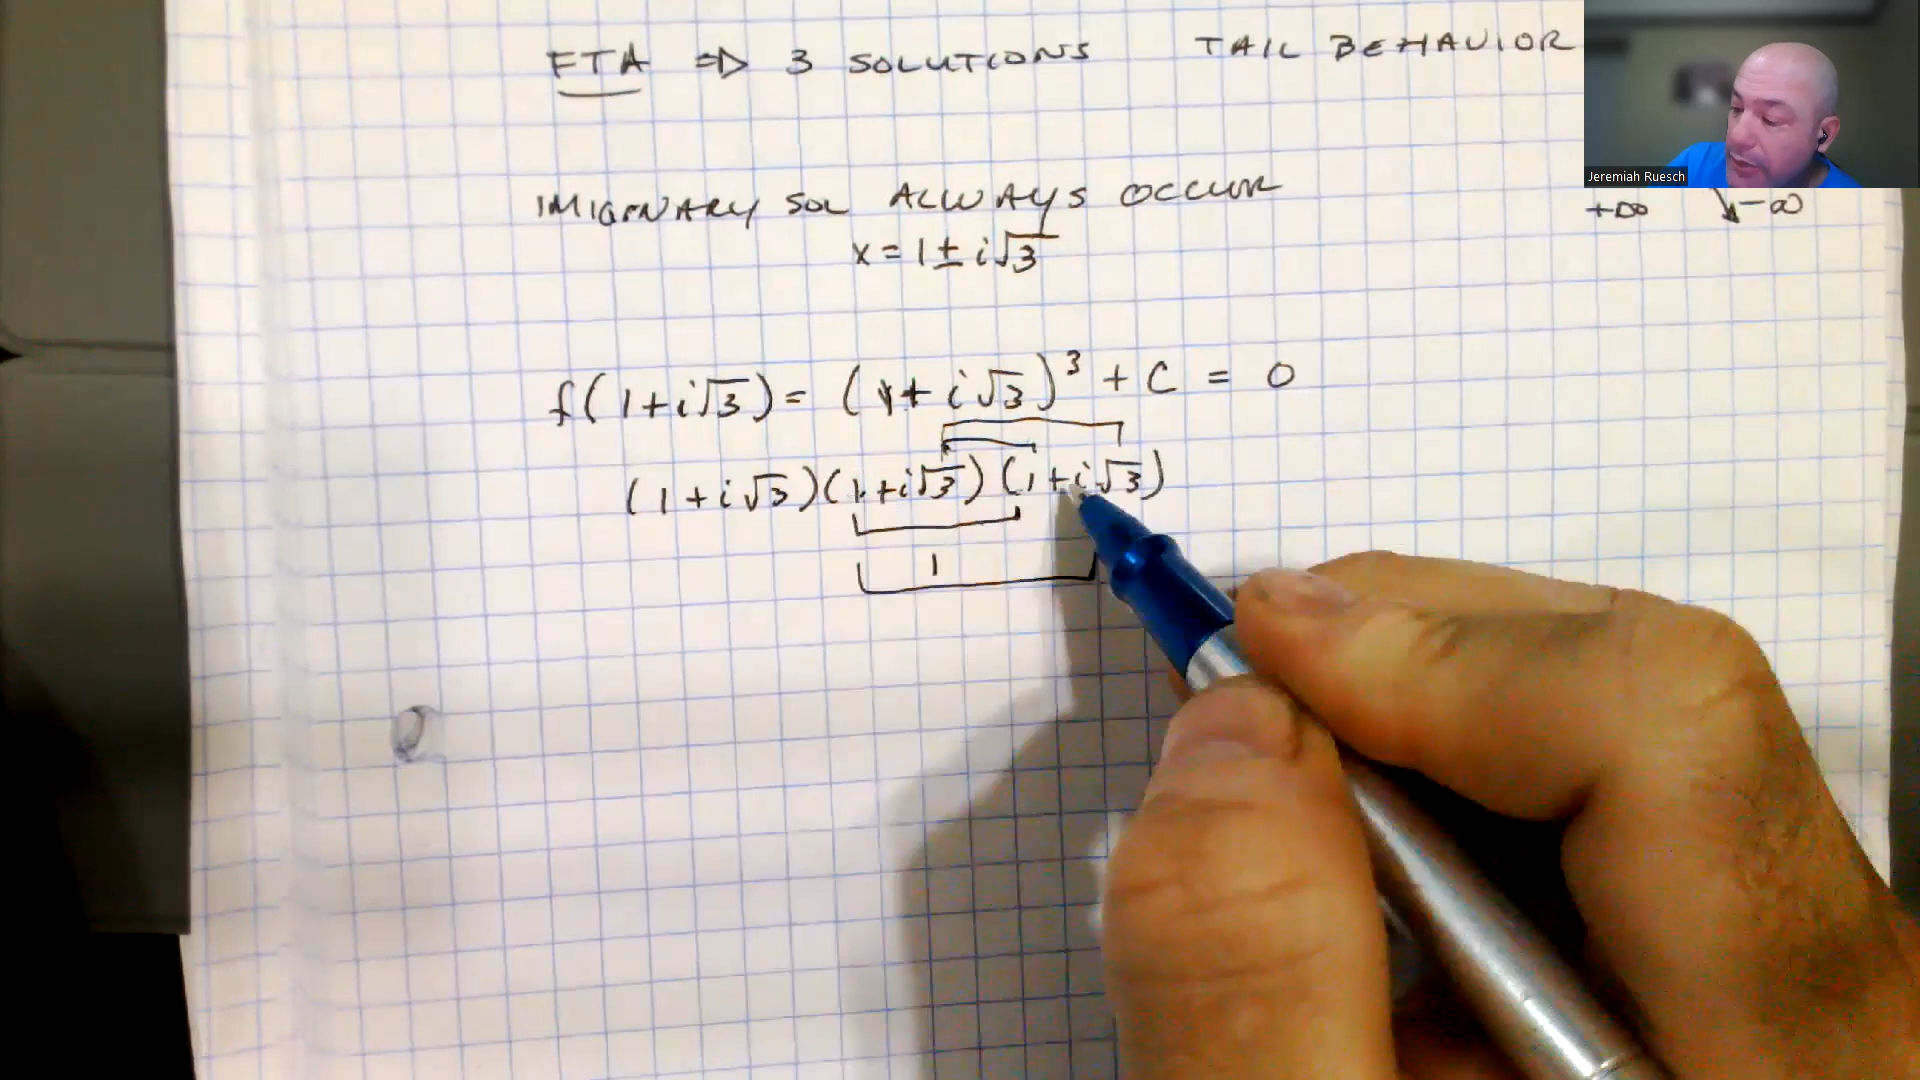 FTA ⇒ 3 SOLUTIONS TAIL BEHAVIOR
Jeremiah Ruesch
+∞ ↘ -∞
IMIGNARY SOL ALWAYS OCCUR
x = 1 ± i√3
f(1+i√3) = (1+i√3)³ + C = 0
(1+i√3)(1+i√3)(1+i√3)
1